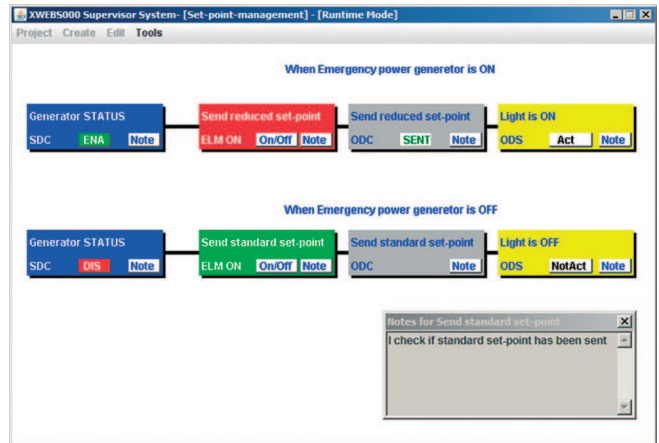 XWEBS000 Supervisor System- [Set-point-management] - [Runtime Mode]
Project Create Edit Tools
When Emergency power generetor is ON
Generator STATUS
SDC ENA Note
Send reduced set-point
ELM ON On/Off Note
Send reduced set-point
ODC SENT Note
Light is ON
ODS Act Note
When Emergency power generetor is OFF
Generator STATUS
SDC DIS Note
Send standard set-point
ELM ON On/Off Note
Send standard set-point
ODC Note
Light is OFF
ODS NotAct Note
Notes for Send standard set-point
I check if standard set-point has been sent